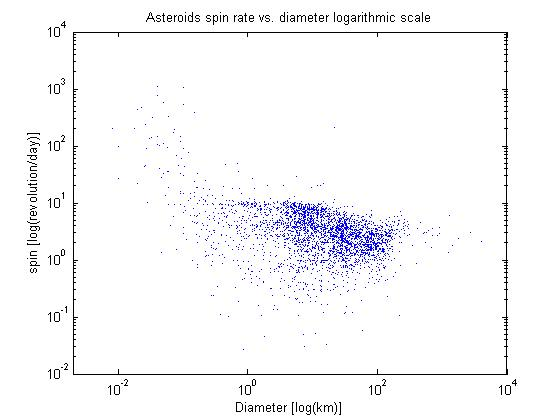 Asteroids spin rate vs. diameter logarithmic scale
10^4
10^3
10^2
10^1
10^0
10^-1
10^-2
spin [log(revolution/day)]
10^-2 10^0 10^2 10^4
Diameter [log(km)]